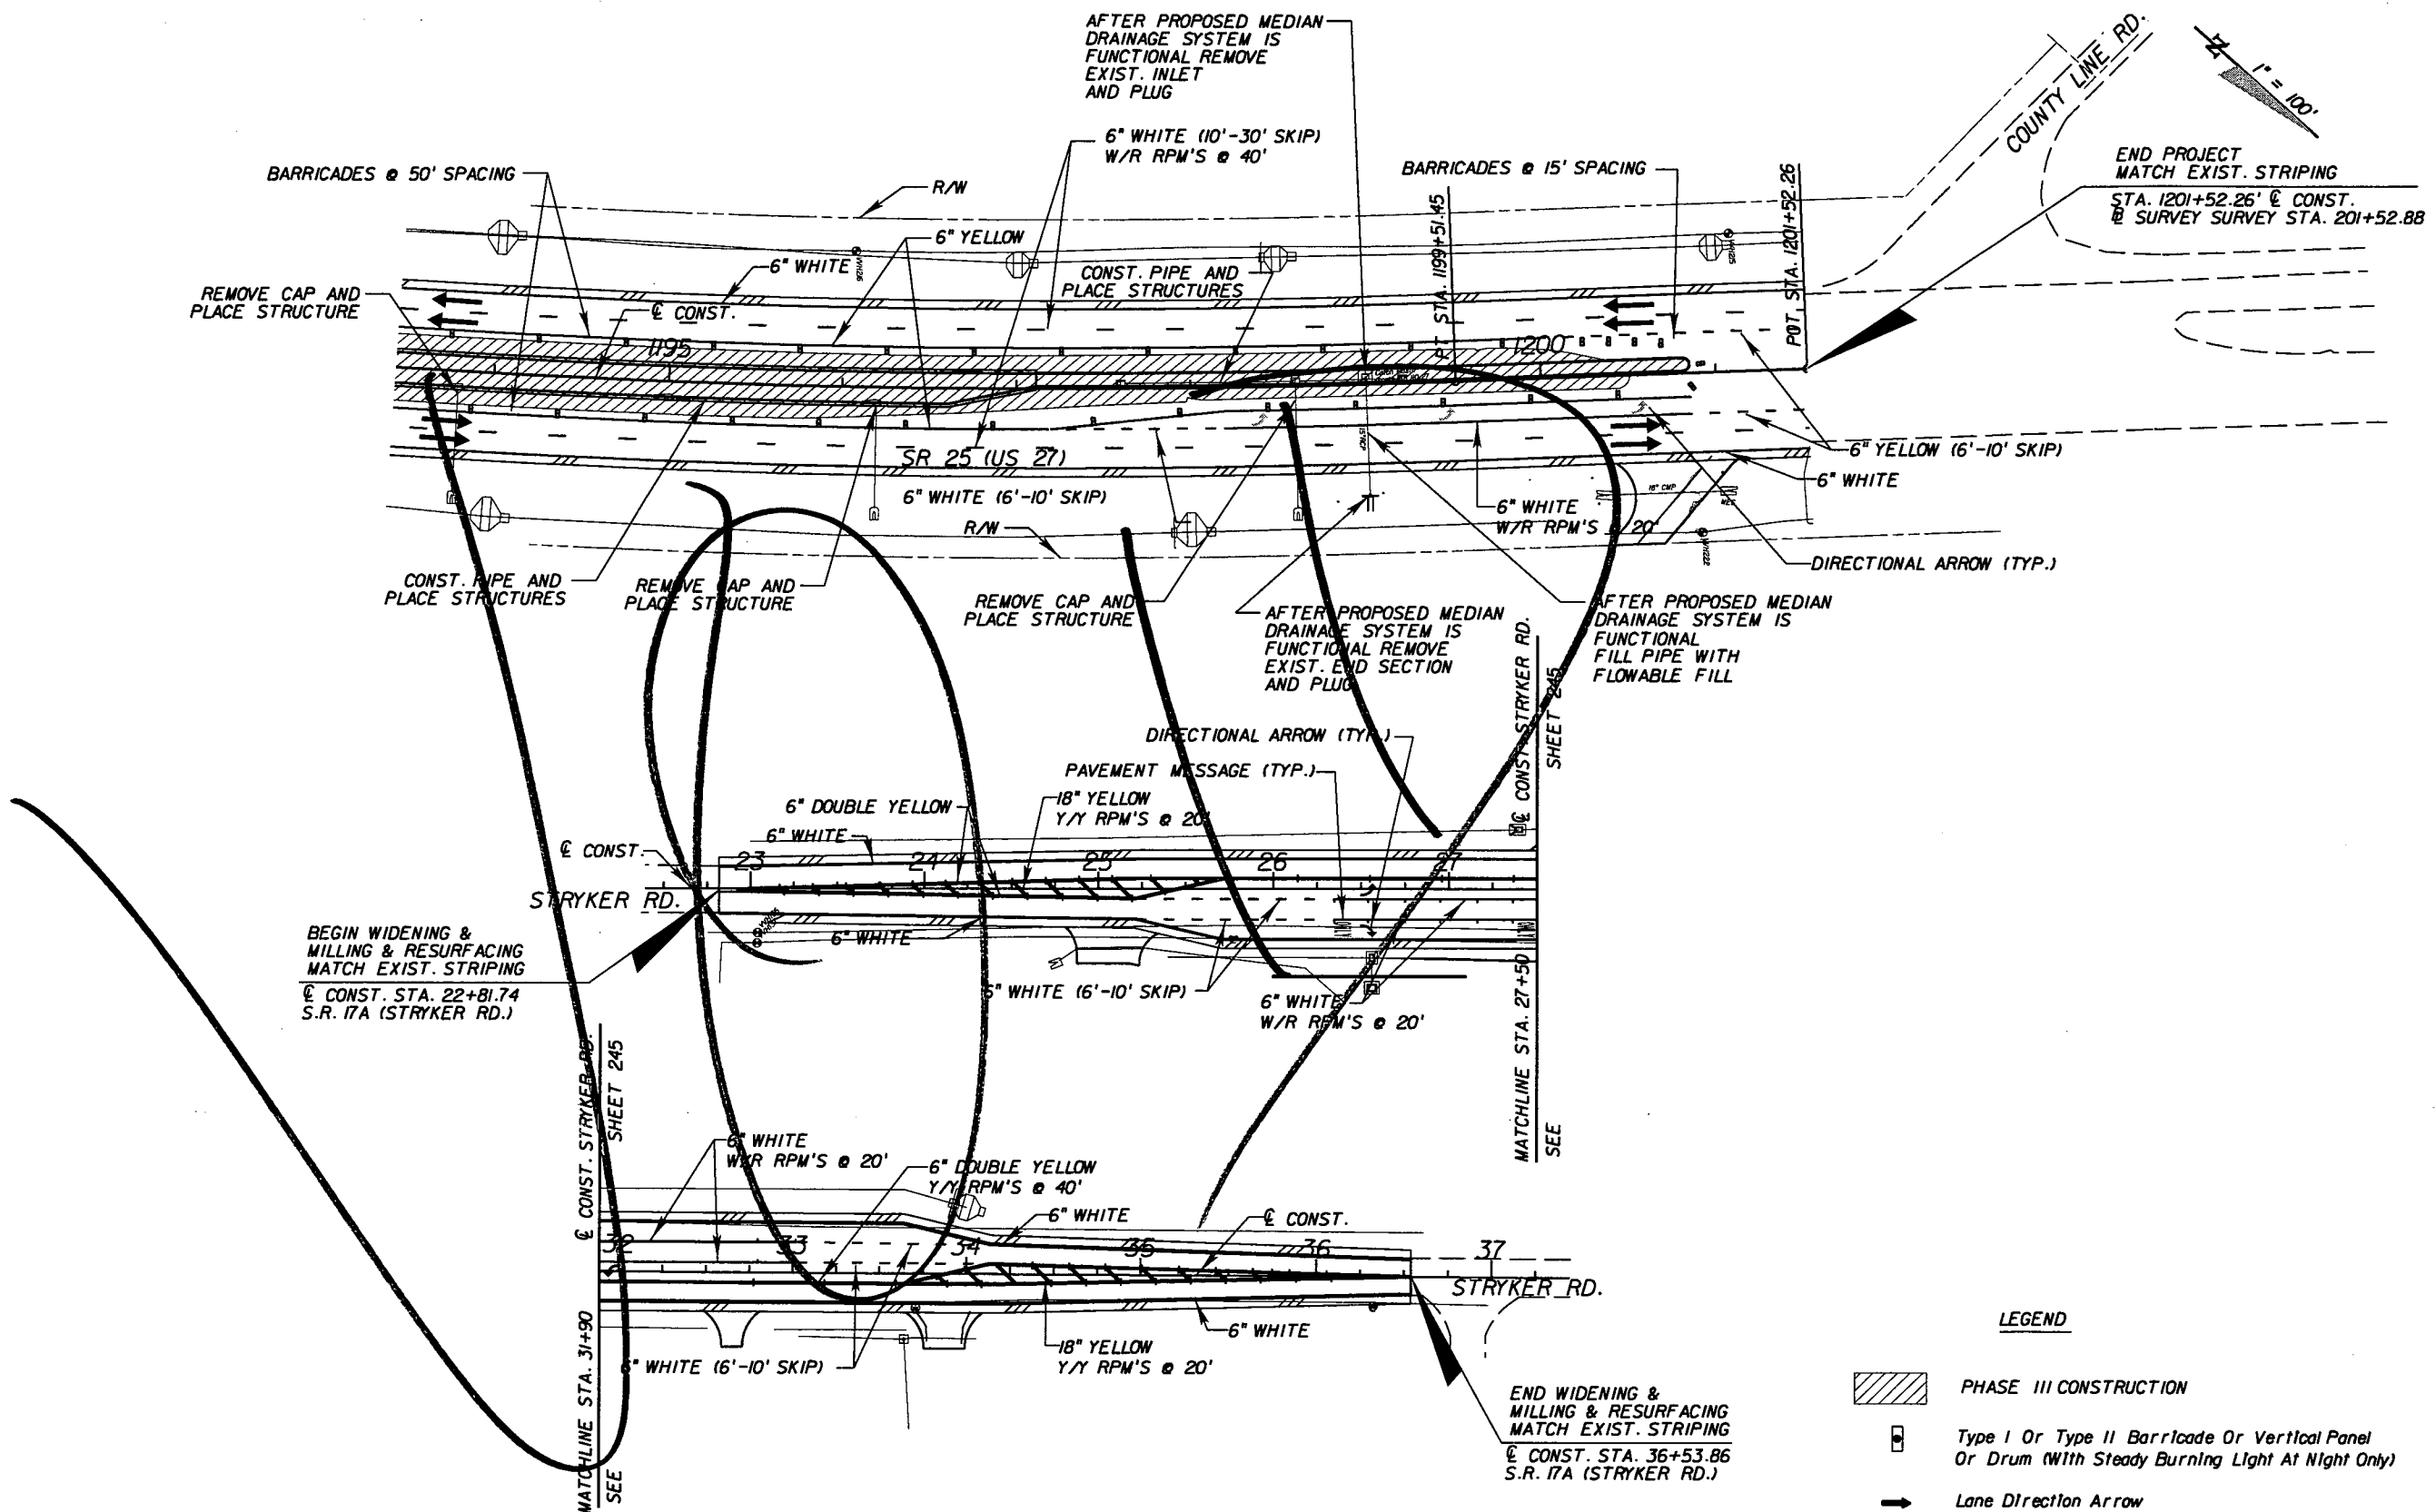 AFTER PROPOSED MEDIAN
DRAINAGE SYSTEM IS
FUNCTIONAL REMOVE
EXIST. INLET
AND PLUG
COUNTY LINE RD.
1" = 100'
6" WHITE (10'-30' SKIP)
W/R RPM'S @ 40'
BARRICADES @ 50' SPACING
R/W
BARRICADES @ 15' SPACING
PT STA. 1199+51.45
POT STA. 1201+52.26
END PROJECT
MATCH EXIST. STRIPING
STA. 1201+52.26' ℄ CONST.
SURVEY SURVEY STA. 201+52.88
6" YELLOW
6" WHITE
CONST. PIPE AND
PLACE STRUCTURES
REMOVE CAP AND
PLACE STRUCTURE
℄ CONST.
1195
1200
SR 25 (US 27)
6" WHITE (6'-10' SKIP)
R/W
6" WHITE
W/R RPM'S @ 20'
18" CMP
6" YELLOW (6'-10' SKIP)
6" WHITE
DIRECTIONAL ARROW (TYP.)
CONST. PIPE AND
PLACE STRUCTURES
REMOVE CAP AND
PLACE STRUCTURE
REMOVE CAP AND
PLACE STRUCTURE
AFTER PROPOSED MEDIAN
DRAINAGE SYSTEM IS
FUNCTIONAL REMOVE
EXIST. END SECTION
AND PLUG
AFTER PROPOSED MEDIAN
DRAINAGE SYSTEM IS
FUNCTIONAL
FILL PIPE WITH
FLOWABLE FILL
DIRECTIONAL ARROW (TYP.)
PAVEMENT MESSAGE (TYP.)
6" DOUBLE YELLOW
18" YELLOW
Y/Y RPM'S @ 20'
6" WHITE
℄ CONST.
23 24 25 26 27
STRYKER RD.
6" WHITE
BEGIN WIDENING &
MILLING & RESURFACING
MATCH EXIST. STRIPING
℄ CONST. STA. 22+81.74
S.R. 17A (STRYKER RD.)
6" WHITE (6'-10' SKIP)
6" WHITE
W/R RPM'S @ 20'
MATCHLINE STA. 27+50 ℄ CONST. STRYKER RD.
SEE SHEET 245
MATCHLINE STA. 31+90 ℄ CONST. STRYKER RD.
SEE SHEET 245
6" WHITE
W/R RPM'S @ 20'
6" DOUBLE YELLOW
Y/Y RPM'S @ 40'
6" WHITE
℄ CONST.
32 33 34 35 36 37
STRYKER RD.
6" WHITE
6" WHITE (6'-10' SKIP)
18" YELLOW
Y/Y RPM'S @ 20'
END WIDENING &
MILLING & RESURFACING
MATCH EXIST. STRIPING
℄ CONST. STA. 36+53.86
S.R. 17A (STRYKER RD.)
LEGEND
PHASE III CONSTRUCTION
Type I Or Type II Barricade Or Vertical Panel
Or Drum (With Steady Burning Light At Night Only)
Lane Direction Arrow